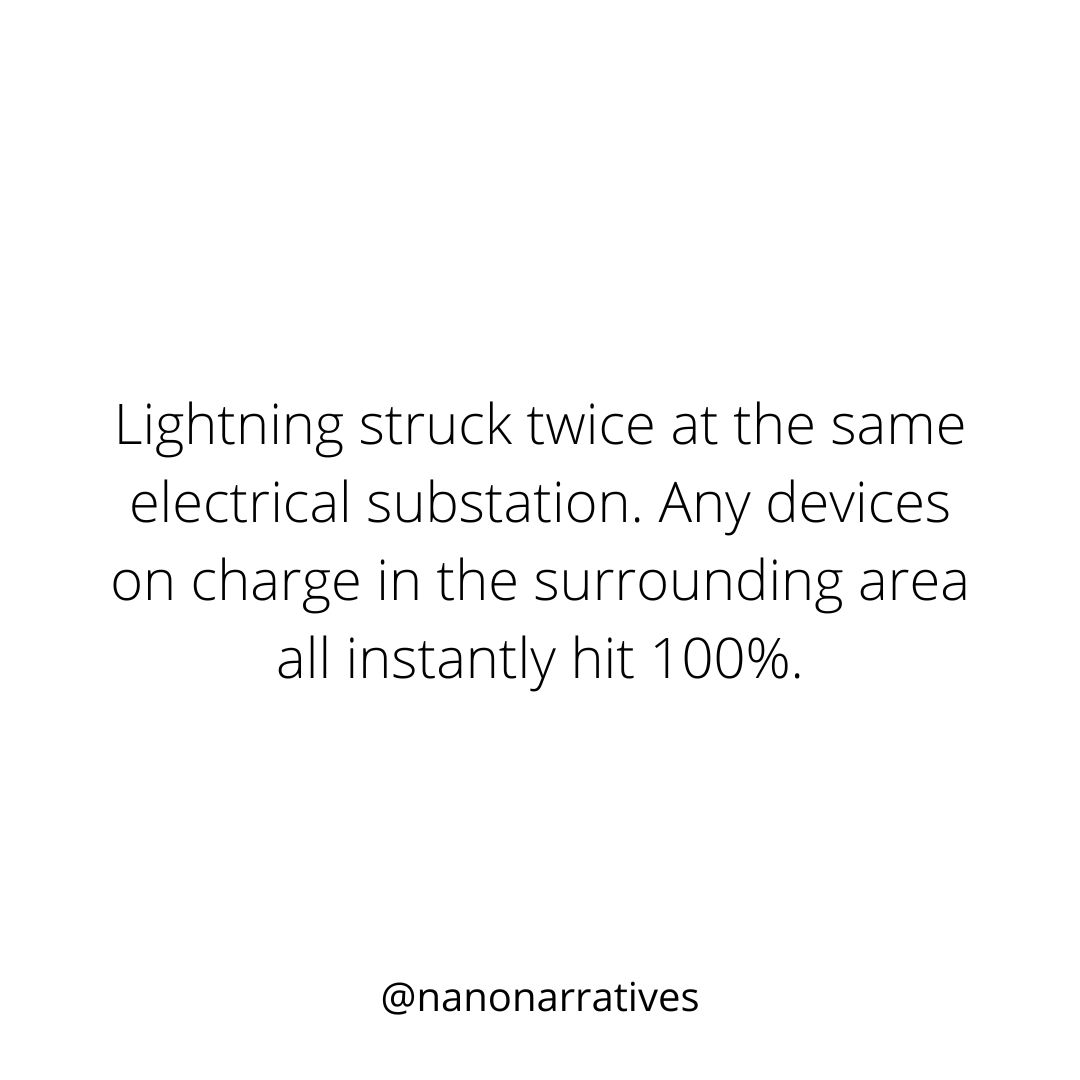 Lightning struck twice at the same
electrical substation. Any devices
on charge in the surrounding area
all instantly hit 100%.
@nanonarratives